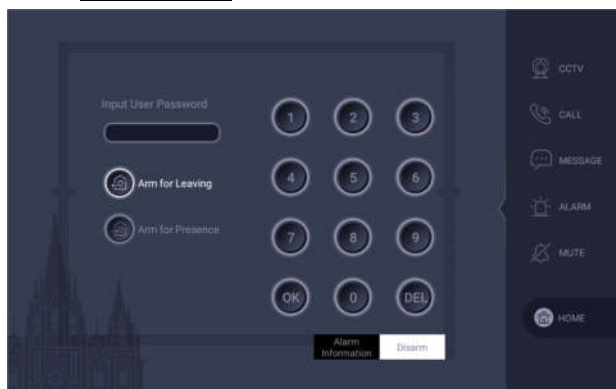 Input User Password
1 2 3
Arm for Leaving
4 5 6
Arm for Presence
7 8 9
OK 0 DEL
Alarm
Information
Disarm
CCTV
CALL
MESSAGE
ALARM
MUTE
HOME